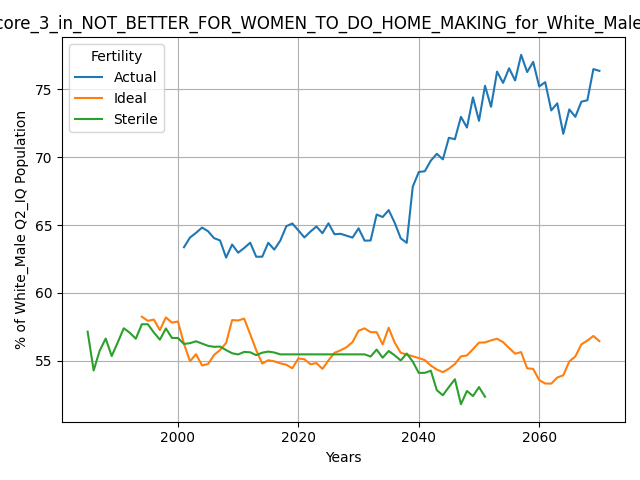 core_3_in_NOT_BETTER_FOR_WOMEN_TO_DO_HOME_MAKING_for_White_Male
Fertility
Actual
Ideal
Sterile
% of White_Male Q2_IQ Population
75
70
65
60
55
2000
2020
2040
2060
Years